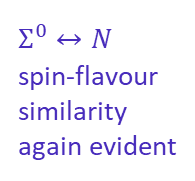 Σ⁰ ↔ N
spin-flavour
similarity
again evident